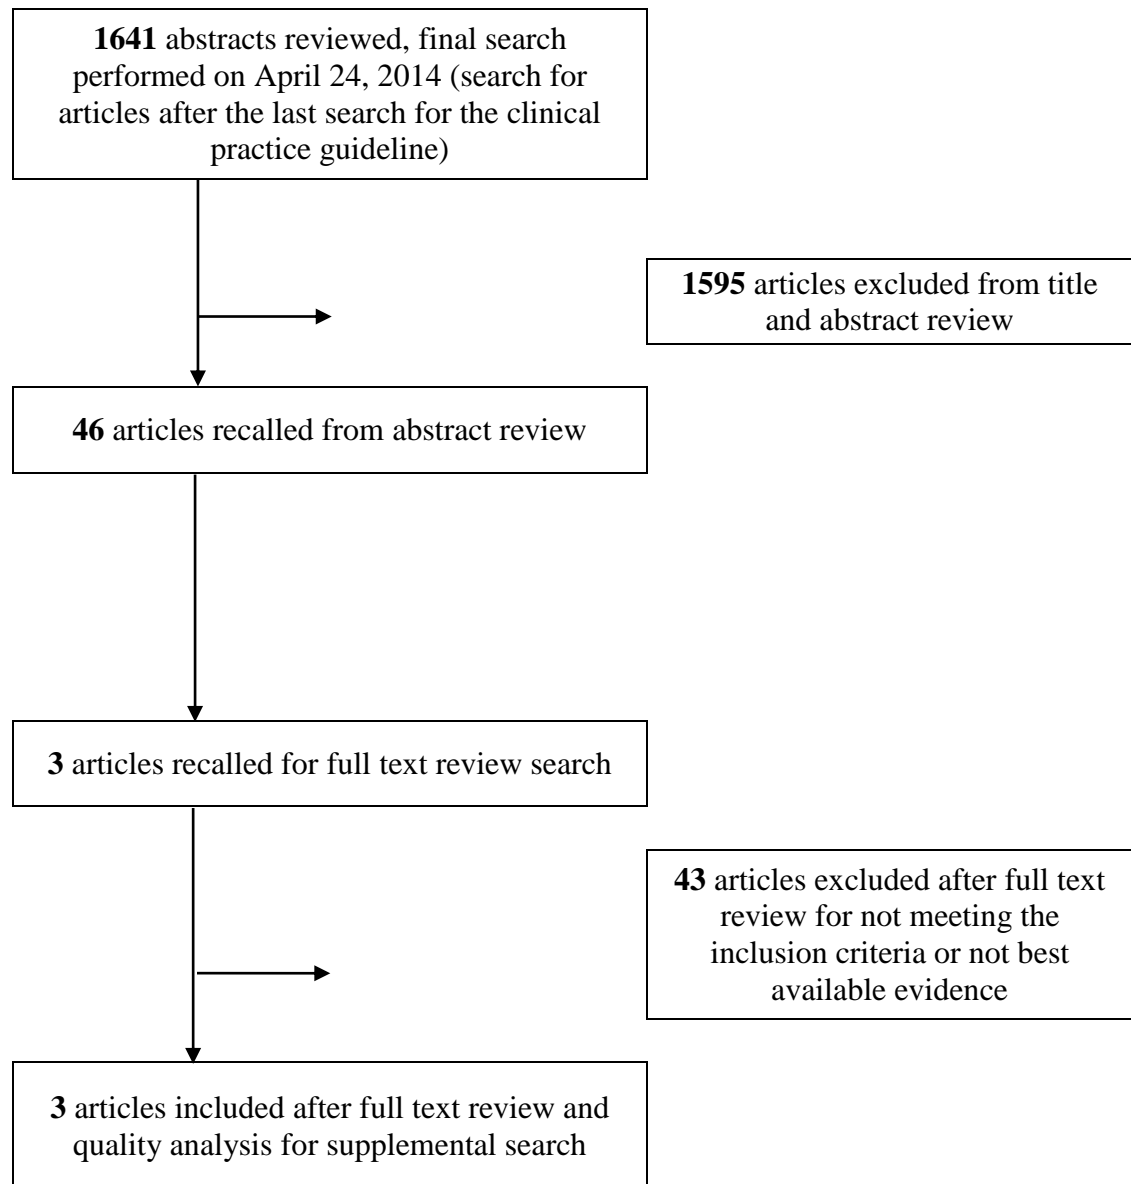 1641 abstracts reviewed, final search
performed on April 24, 2014 (search for
articles after the last search for the clinical
practice guideline)
1595 articles excluded from title
and abstract review
46 articles recalled from abstract review
3 articles recalled for full text review search
43 articles excluded after full text
review for not meeting the
inclusion criteria or not best
available evidence
3 articles included after full text review and
quality analysis for supplemental search